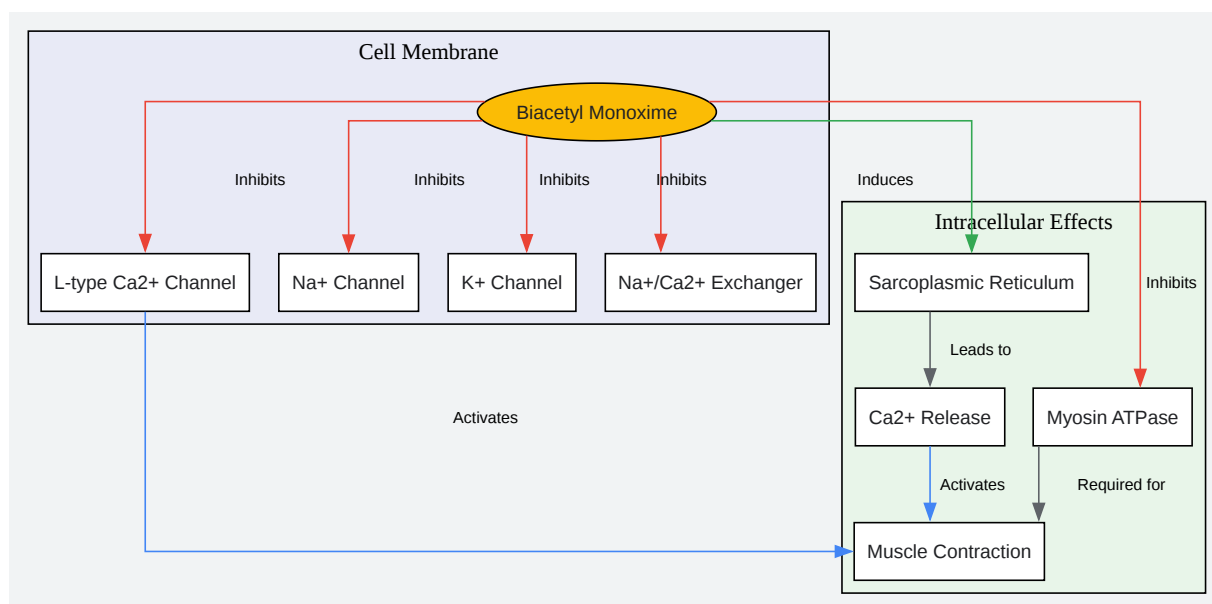 Cell Membrane
Biacetyl Monoxime
Inhibits
Inhibits
Inhibits
Inhibits
Induces
Intracellular Effects
L-type Ca2+ Channel
Na+ Channel
K+ Channel
Na+/Ca2+ Exchanger
Sarcoplasmic Reticulum
Inhibits
Leads to
Activates
Ca2+ Release
Myosin ATPase
Activates
Required for
Muscle Contraction